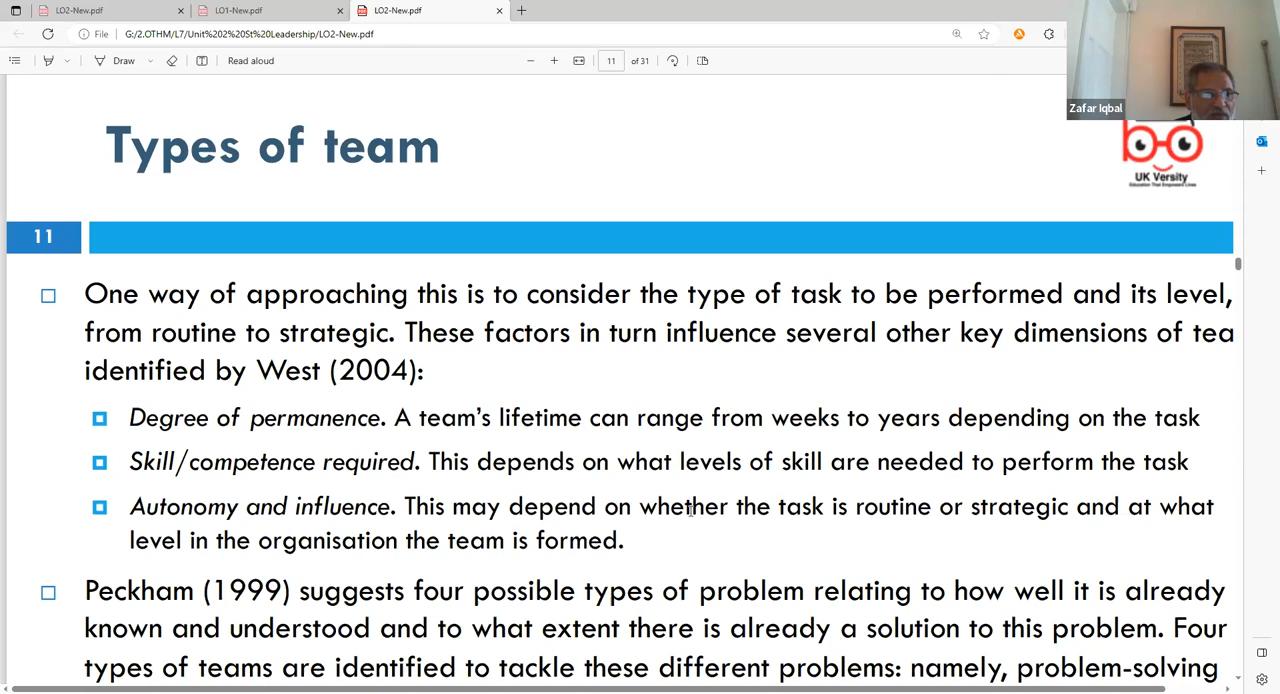 LO2-New.pdf
LO1-New.pdf
LO2-New.pdf
File
G:/2.OTHM/L7/Unit%202%20St%20Leadership/LO2-New.pdf
Draw
Read aloud
11
of 31
Zafar Iqbal
Types of team
UK Versity
Education That Empowers Lives
11
One way of approaching this is to consider the type of task to be performed and its level,
from routine to strategic. These factors in turn influence several other key dimensions of tea
identified by West (2004):
Degree of permanence. A team's lifetime can range from weeks to years depending on the task
Skill/competence required. This depends on what levels of skill are needed to perform the task
Autonomy and influence. This may depend on whether the task is routine or strategic and at what
level in the organisation the team is formed.
Peckham (1999) suggests four possible types of problem relating to how well it is already
known and understood and to what extent there is already a solution to this problem. Four
types of teams are identified to tackle these different problems: namely, problem-solving